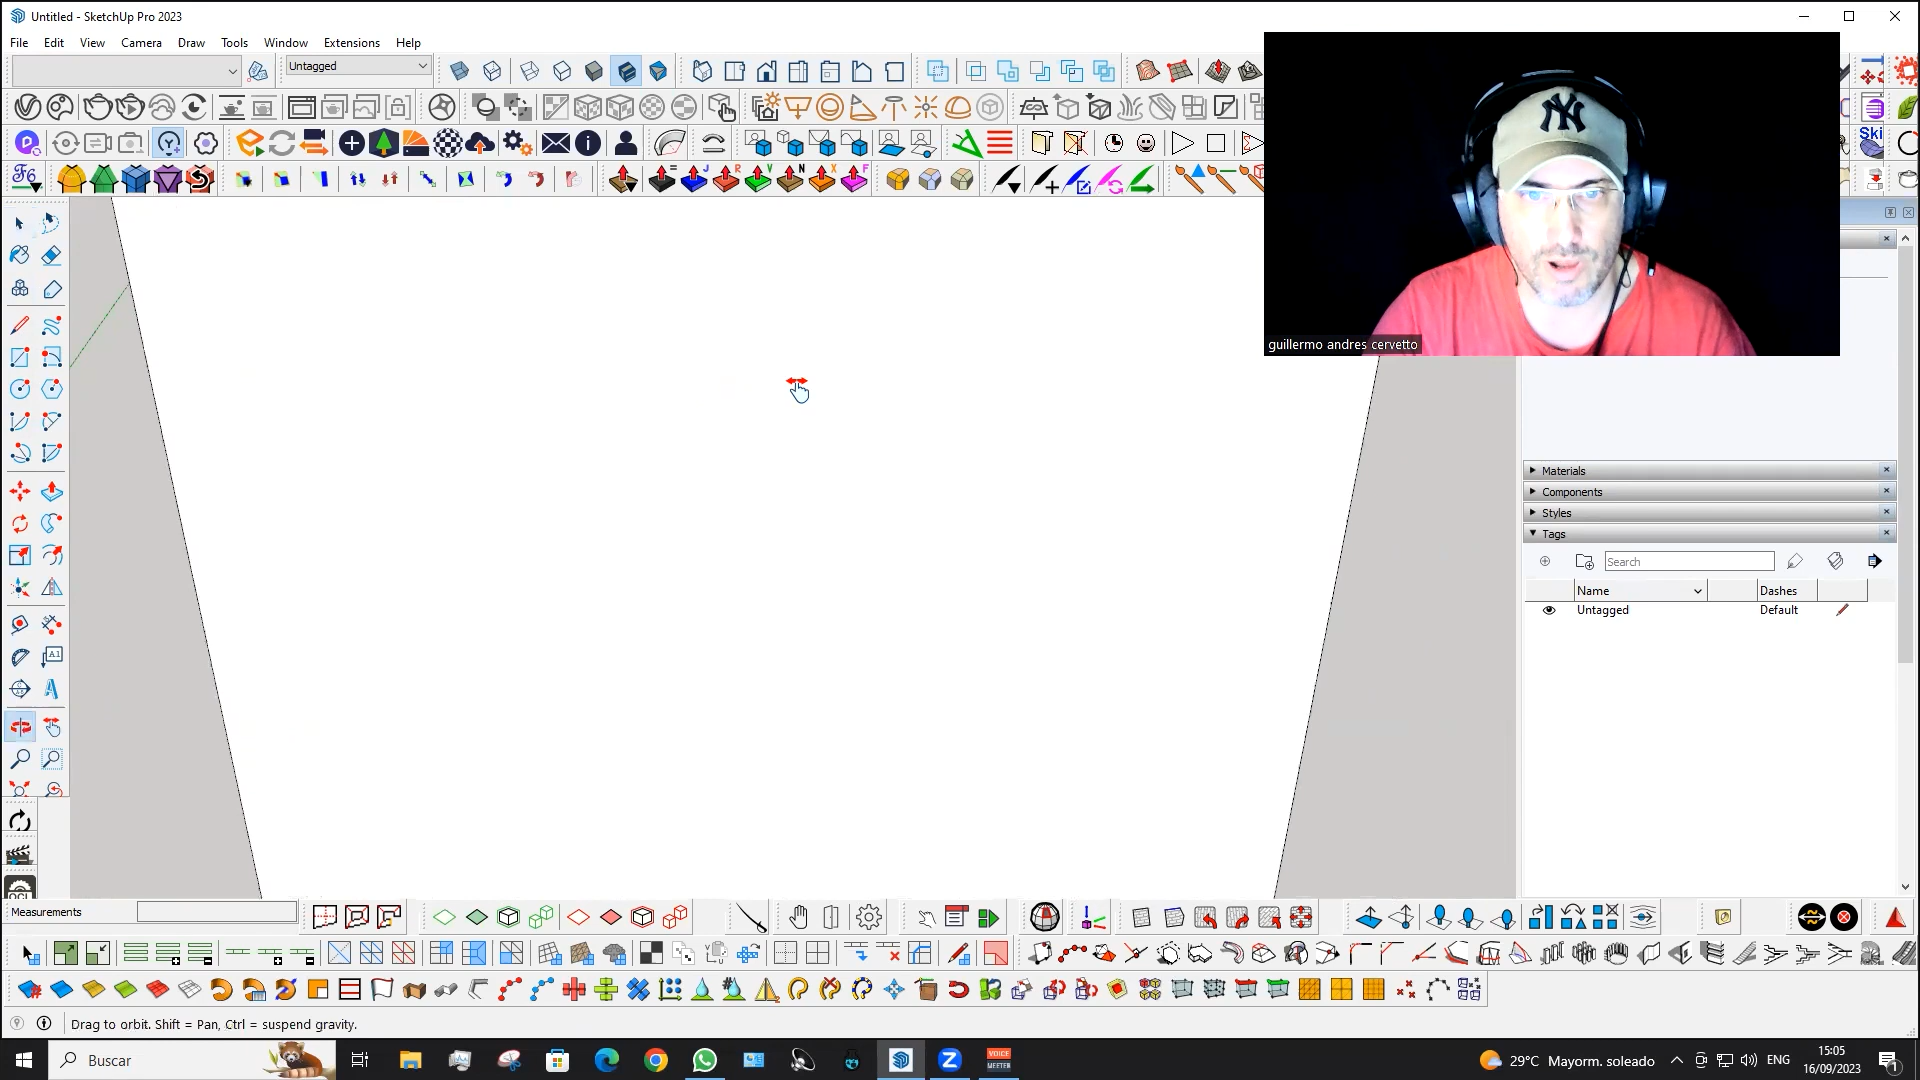 Untitled - SketchUp Pro 2023
File Edit View Camera Draw Tools Window Extensions Help
Untagged
guillermo andres cervetto
Materials
Components
Styles
Tags
Search
Name Dashes
Untagged Default
Measurements
Drag to orbit. Shift = Pan, Ctrl = suspend gravity.
Buscar
VOICE
MEETER
29°C Mayorm. soleado
ENG
15:05
16/09/2023